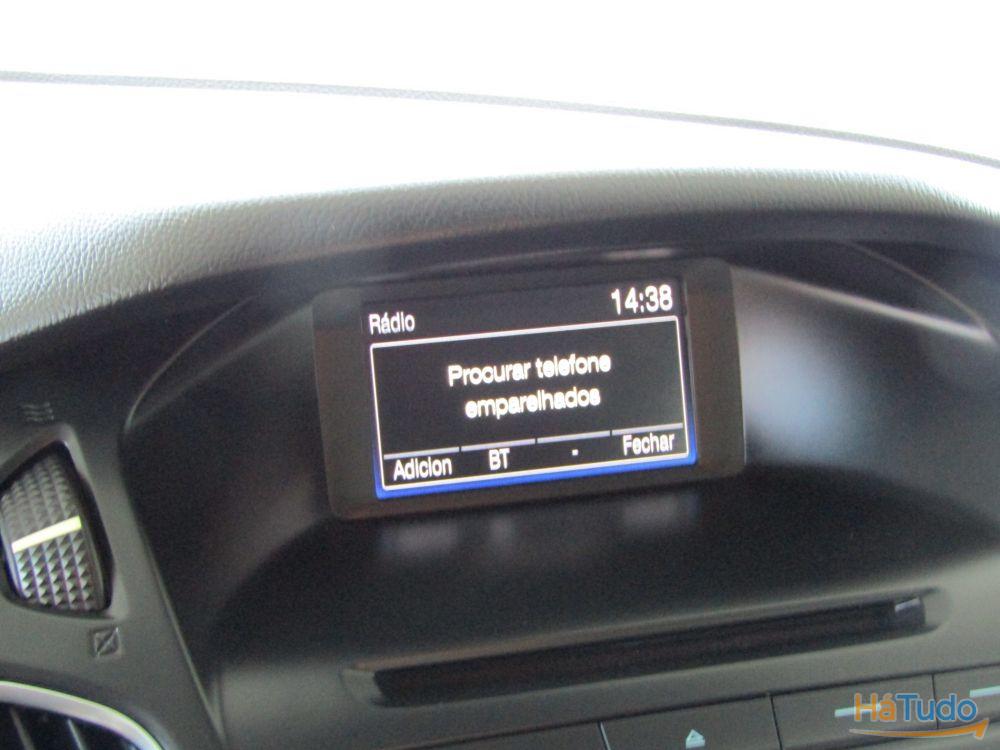 Rádio 14:38
Procurar telefone
emparelhados
Adicion BT - Fechar
HáTudo